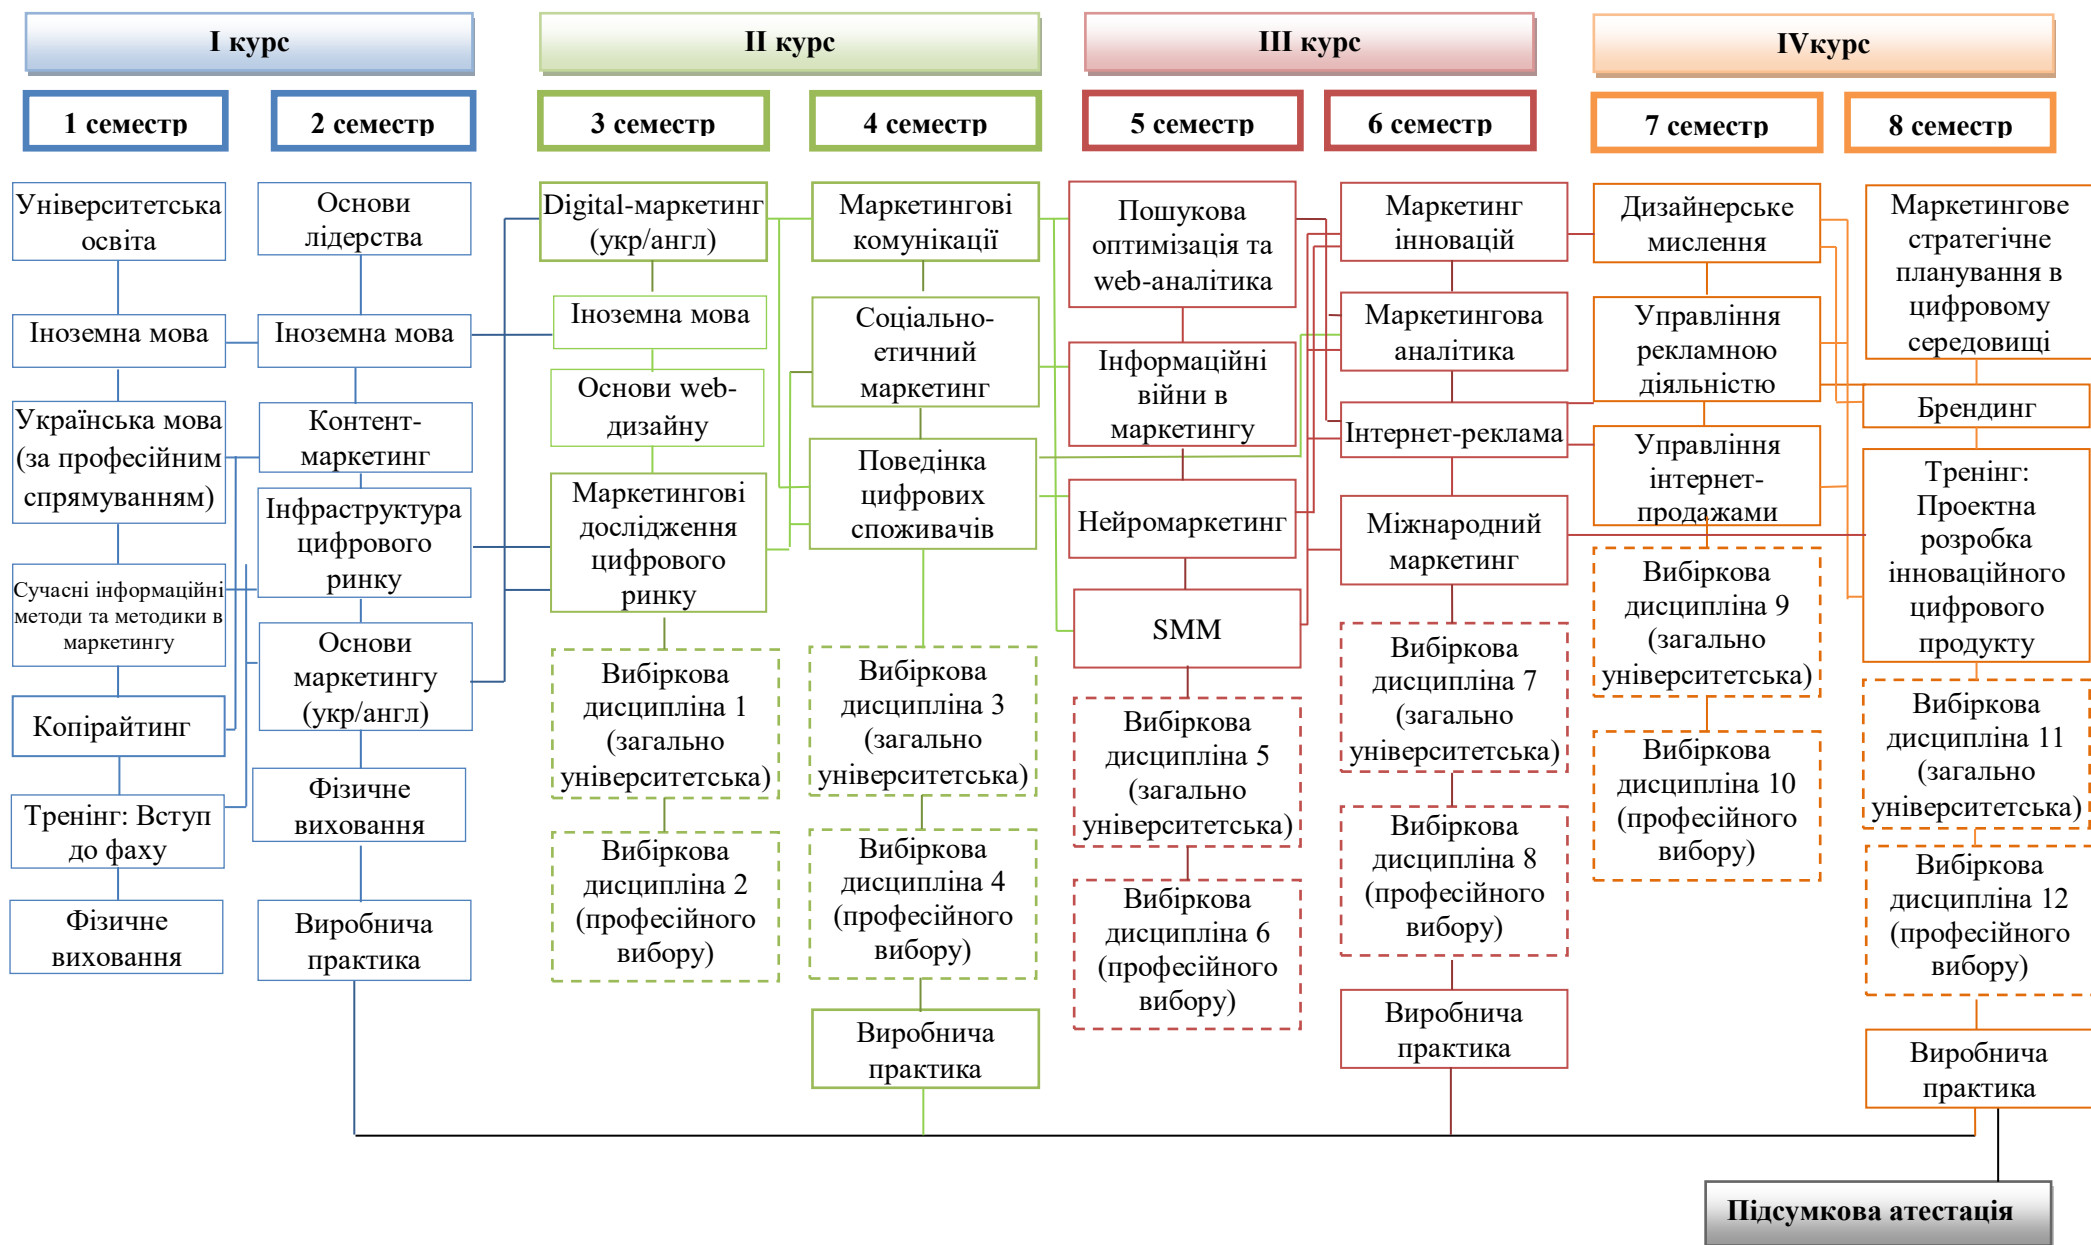 І курс
ІІ курс
ІІІ курс
ІVкурс
1 семестр
2 семестр
3 семестр
4 семестр
5 семестр
6 семестр
7 семестр
8 семестр
Університетська
освіта
Іноземна мова
Українська мова
(за професійним
спрямуванням)
Сучасні інформаційні
методи та методики в
маркетингу
Копірайтинг
Тренінг: Вступ
до фаху
Фізичне
виховання
Основи
лідерства
Іноземна мова
Контент-
маркетинг
Інфраструктура
цифрового
ринку
Основи
маркетингу
(укр/англ)
Фізичне
виховання
Виробнича
практика
Digital-маркетинг
(укр/англ)
Іноземна мова
Основи web-
дизайну
Маркетингові
дослідження
цифрового
ринку
Вибіркова
дисципліна 1
(загально
університетська)
Вибіркова
дисципліна 2
(професійного
вибору)
Маркетингові
комунікації
Соціально-
етичний
маркетинг
Поведінка
цифрових
споживачів
Вибіркова
дисципліна 3
(загально
університетська)
Вибіркова
дисципліна 4
(професійного
вибору)
Виробнича
практика
Пошукова
оптимізація та
web-аналітика
Інформаційні
війни в
маркетингу
Нейромаркетинг
SMM
Вибіркова
дисципліна 5
(загально
університетська)
Вибіркова
дисципліна 6
(професійного
вибору)
Маркетинг
інновацій
Маркетингова
аналітика
Інтернет-реклама
Міжнародний
маркетинг
Вибіркова
дисципліна 7
(загально
університетська)
Вибіркова
дисципліна 8
(професійного
вибору)
Виробнича
практика
Дизайнерське
мислення
Управління
рекламною
діяльністю
Управління
інтернет-
продажами
Вибіркова
дисципліна 9
(загально
університетська)
Вибіркова
дисципліна 10
(професійного
вибору)
Маркетингове
стратегічне
планування в
цифровому
середовищі
Брендинг
Тренінг:
Проектна
розробка
інноваційного
цифрового
продукту
Вибіркова
дисципліна 11
(загально
університетська)
Вибіркова
дисципліна 12
(професійного
вибору)
Виробнича
практика
Підсумкова атестація